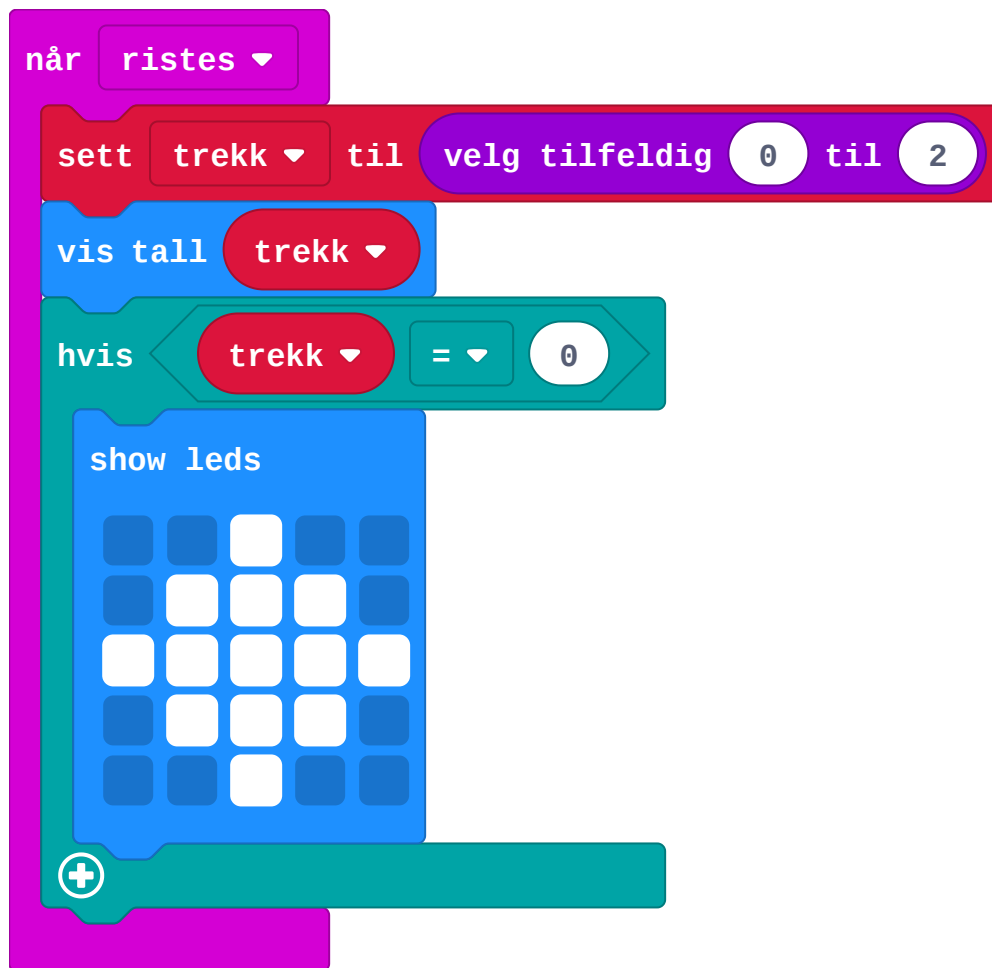 når ristes
sett trekk til velg tilfeldig 0 til 2
vis tall trekk
hvis trekk = 0
show leds